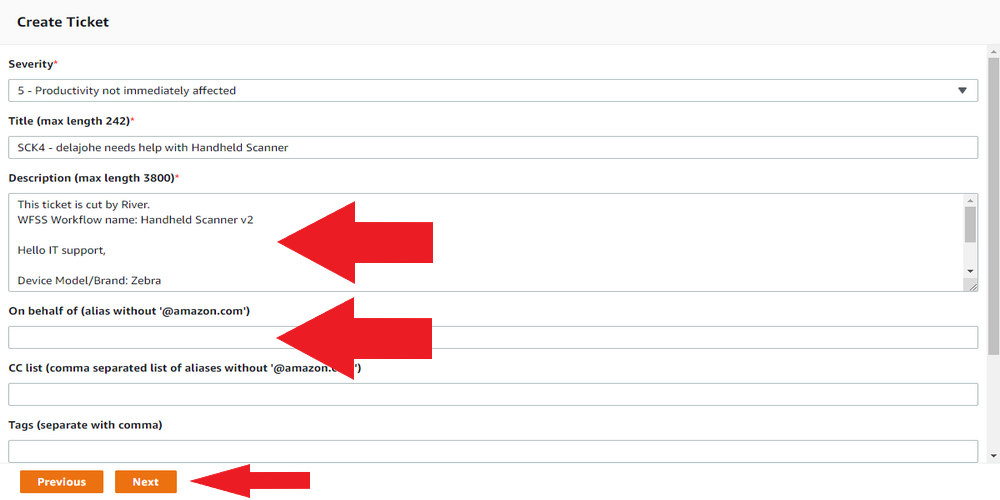 Create Ticket
Severity*
5 - Productivity not immediately affected
Title (max length 242)*
SCK4 - delajohe needs help with Handheld Scanner
Description (max length 3800)*
This ticket is cut by River.
WFSS Workflow name: Handheld Scanner v2
Hello IT support,
Device Model/Brand: Zebra
On behalf of (alias without '@amazon.com')
CC list (comma separated list of aliases without '@amazon. ')
Tags (separate with comma)
Previous
Next